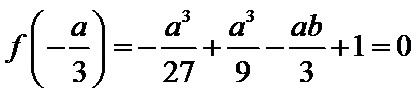 f(-a/3) = -a³/27 + a³/9 - ab/3 + 1 = 0